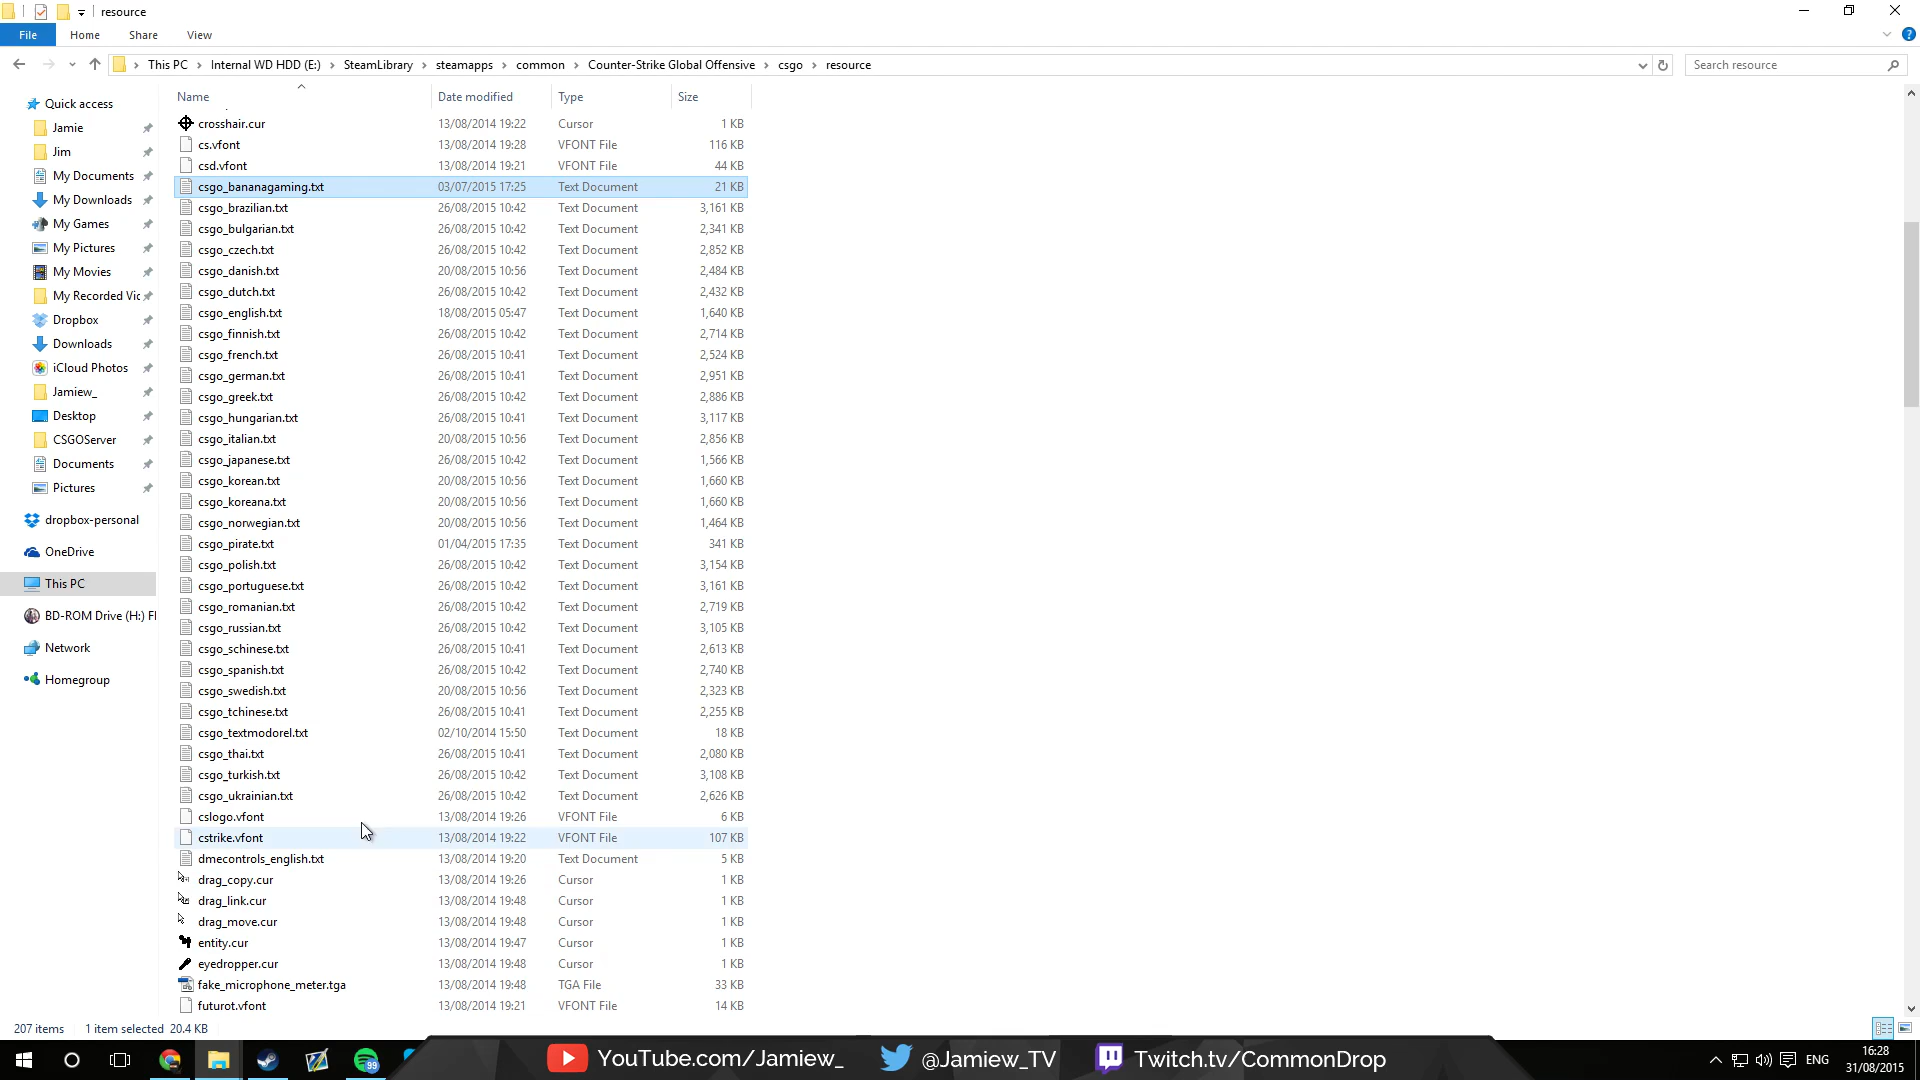 resource
File Home Share View
This PC > Internal WD HDD (E:) > SteamLibrary > steamapps > common > Counter-Strike Global Offensive > csgo > resource
Search resource
Quick access
Jamie
Jim
My Documents
My Downloads
My Games
My Pictures
My Movies
My Recorded Vic
Dropbox
Downloads
iCloud Photos
Jamiew_
Desktop
CSGOServer
Documents
Pictures
dropbox-personal
OneDrive
This PC
BD-ROM Drive (H:) Fl
Network
Homegroup
Name Date modified Type Size
crosshair.cur 13/08/2014 19:22 Cursor 1 KB
cs.vfont 13/08/2014 19:28 VFONT File 116 KB
csd.vfont 13/08/2014 19:21 VFONT File 44 KB
csgo_bananagaming.txt 03/07/2015 17:25 Text Document 21 KB
csgo_brazilian.txt 26/08/2015 10:42 Text Document 3,161 KB
csgo_bulgarian.txt 26/08/2015 10:42 Text Document 2,341 KB
csgo_czech.txt 26/08/2015 10:42 Text Document 2,852 KB
csgo_danish.txt 20/08/2015 10:56 Text Document 2,484 KB
csgo_dutch.txt 26/08/2015 10:42 Text Document 2,432 KB
csgo_english.txt 18/08/2015 05:47 Text Document 1,640 KB
csgo_finnish.txt 26/08/2015 10:42 Text Document 2,714 KB
csgo_french.txt 26/08/2015 10:41 Text Document 2,524 KB
csgo_german.txt 26/08/2015 10:41 Text Document 2,951 KB
csgo_greek.txt 26/08/2015 10:42 Text Document 2,886 KB
csgo_hungarian.txt 26/08/2015 10:41 Text Document 3,117 KB
csgo_italian.txt 20/08/2015 10:56 Text Document 2,856 KB
csgo_japanese.txt 26/08/2015 10:42 Text Document 1,566 KB
csgo_korean.txt 20/08/2015 10:56 Text Document 1,660 KB
csgo_koreana.txt 20/08/2015 10:56 Text Document 1,660 KB
csgo_norwegian.txt 20/08/2015 10:56 Text Document 1,464 KB
csgo_pirate.txt 01/04/2015 17:35 Text Document 341 KB
csgo_polish.txt 26/08/2015 10:42 Text Document 3,154 KB
csgo_portuguese.txt 26/08/2015 10:42 Text Document 3,161 KB
csgo_romanian.txt 26/08/2015 10:42 Text Document 2,719 KB
csgo_russian.txt 26/08/2015 10:42 Text Document 3,105 KB
csgo_schinese.txt 26/08/2015 10:41 Text Document 2,613 KB
csgo_spanish.txt 26/08/2015 10:42 Text Document 2,740 KB
csgo_swedish.txt 20/08/2015 10:56 Text Document 2,323 KB
csgo_tchinese.txt 26/08/2015 10:41 Text Document 2,255 KB
csgo_textmodorel.txt 02/10/2014 15:50 Text Document 18 KB
csgo_thai.txt 26/08/2015 10:41 Text Document 2,080 KB
csgo_turkish.txt 26/08/2015 10:42 Text Document 3,108 KB
csgo_ukrainian.txt 26/08/2015 10:42 Text Document 2,626 KB
cslogo.vfont 13/08/2014 19:26 VFONT File 6 KB
cstrike.vfont 13/08/2014 19:22 VFONT File 107 KB
dmecontrols_english.txt 13/08/2014 19:20 Text Document 5 KB
drag_copy.cur 13/08/2014 19:26 Cursor 1 KB
drag_link.cur 13/08/2014 19:48 Cursor 1 KB
drag_move.cur 13/08/2014 19:48 Cursor 1 KB
entity.cur 13/08/2014 19:47 Cursor 1 KB
eyedropper.cur 13/08/2014 19:48 Cursor 1 KB
fake_microphone_meter.tga 13/08/2014 19:48 TGA File 33 KB
futurot.vfont 13/08/2014 19:21 VFONT File 14 KB
207 items 1 item selected 20.4 KB
99
YouTube.com/Jamiew_ @Jamiew_TV Twitch.tv/CommonDrop
ENG
16:28
31/08/2015